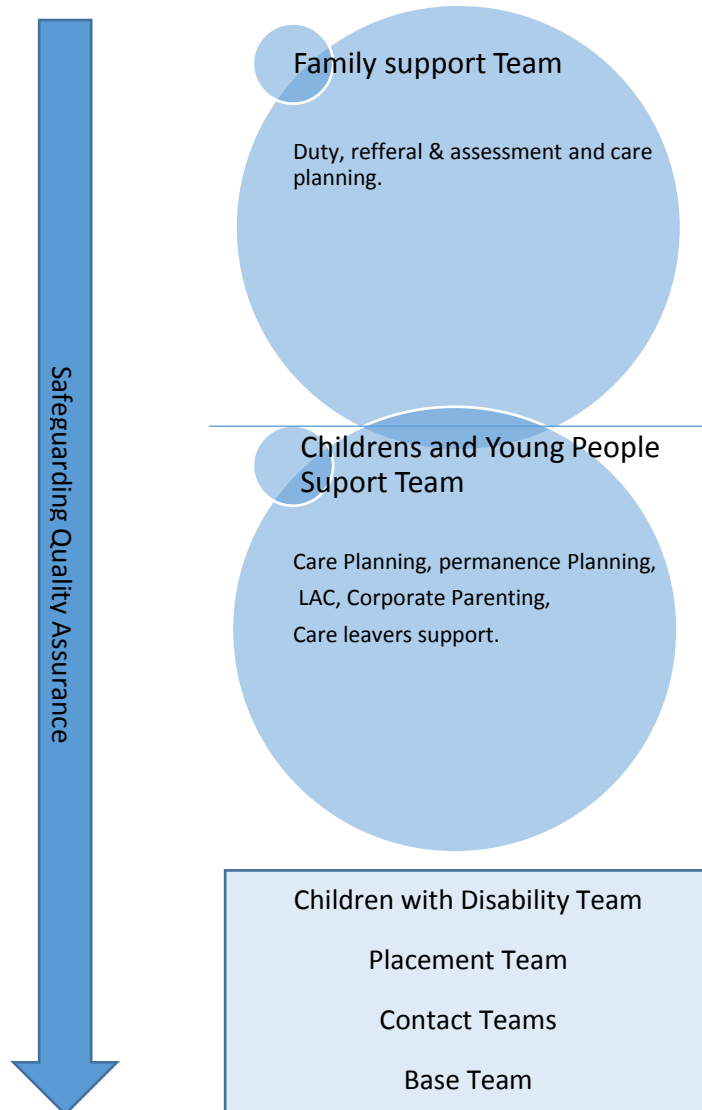 Family support Team
Duty, refferal & assessment and care
planning.
Safeguarding Quality Assurance
Childrens and Young People
Suport Team
Care Planning, permanence Planning,
LAC, Corporate Parenting,
Care leavers support.
Children with Disability Team
Placement Team
Contact Teams
Base Team